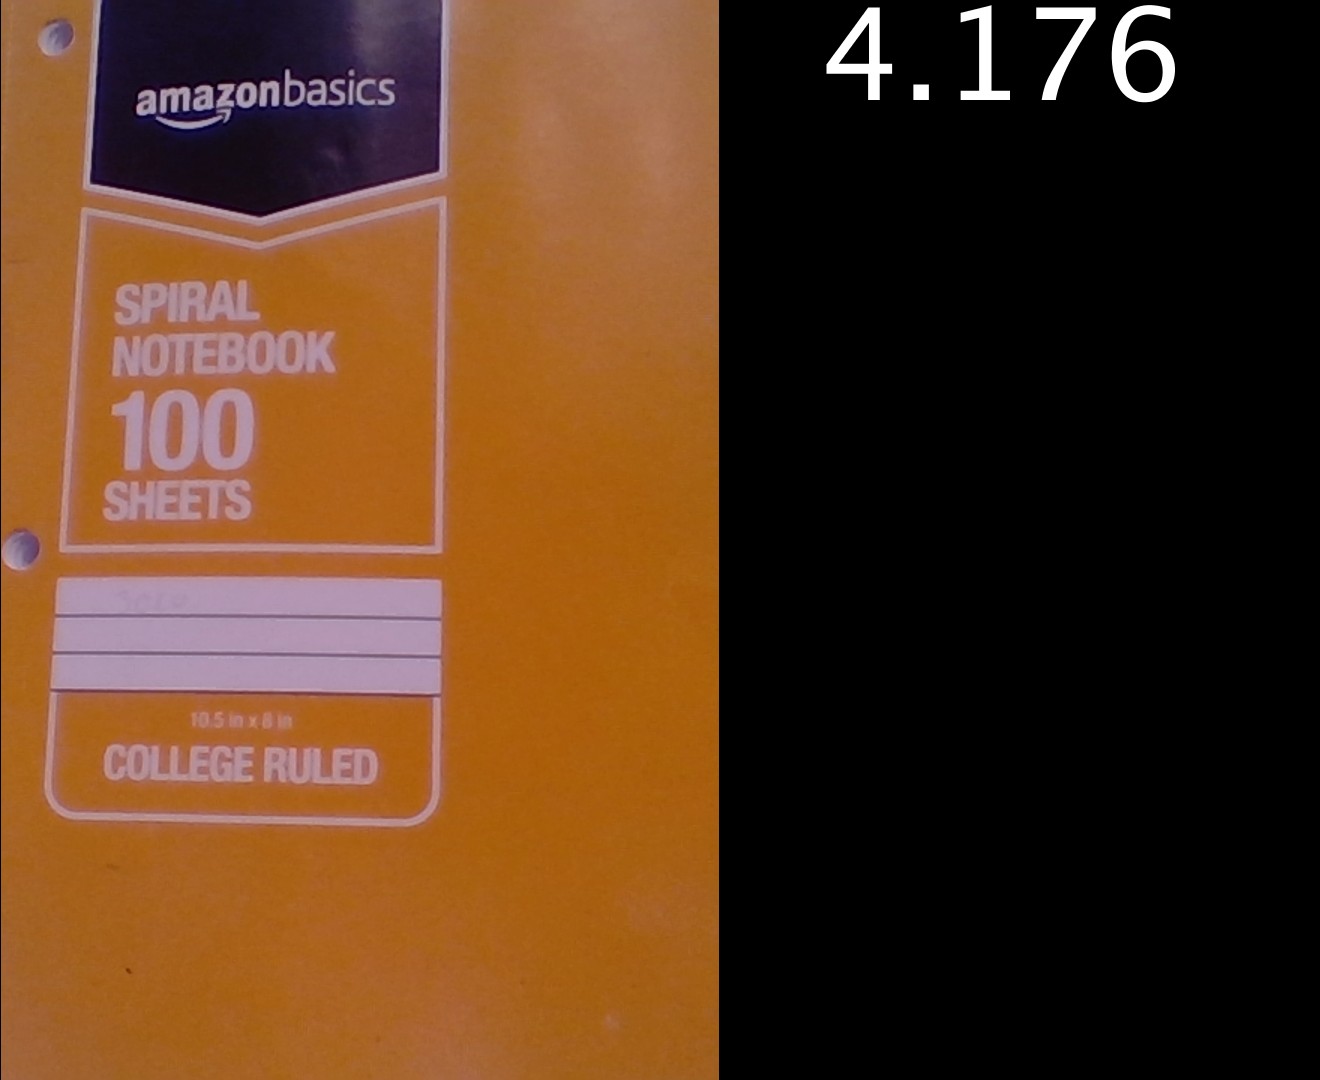 amazonbasics
4.176
SPIRAL
NOTEBOOK
100
SHEETS
10.5 in x 8 in
COLLEGE RULED